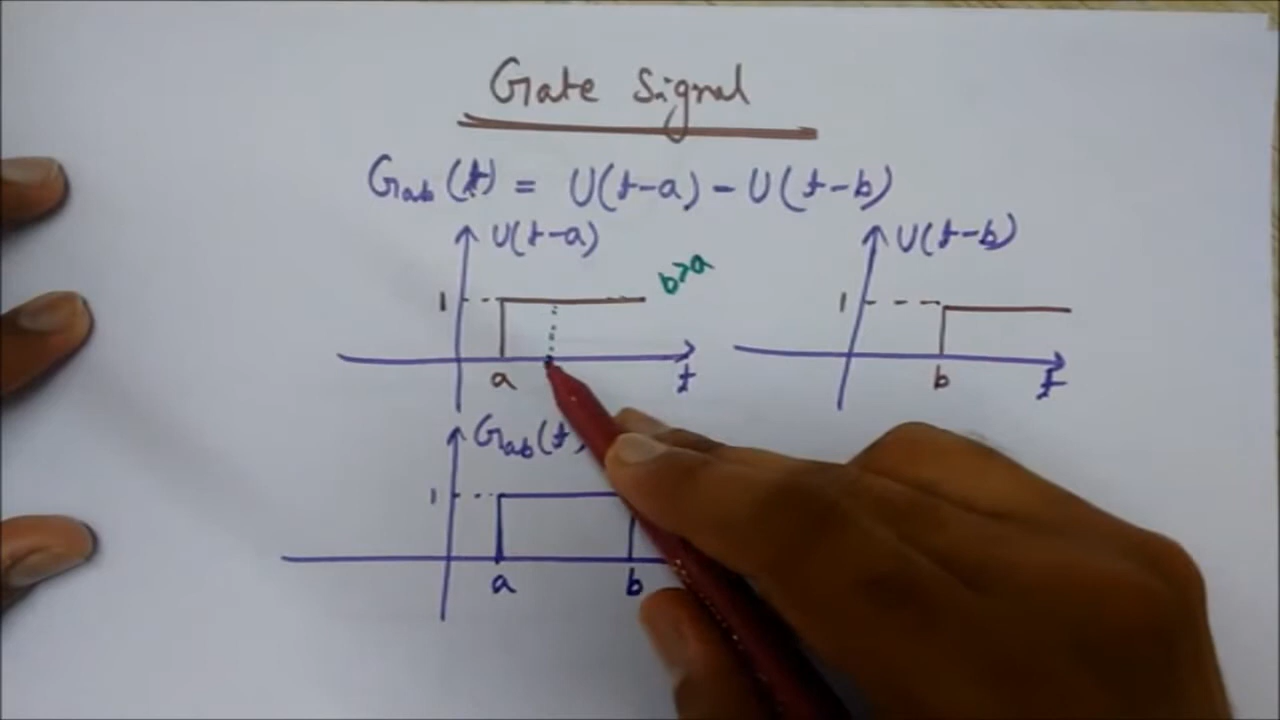 Gate Signal
Gab(t) = U(t-a) - U(t-b)
U(t-a)
b>a
U(t-b)
1
1
a
t
b
t
Gab(t)
1
a
b